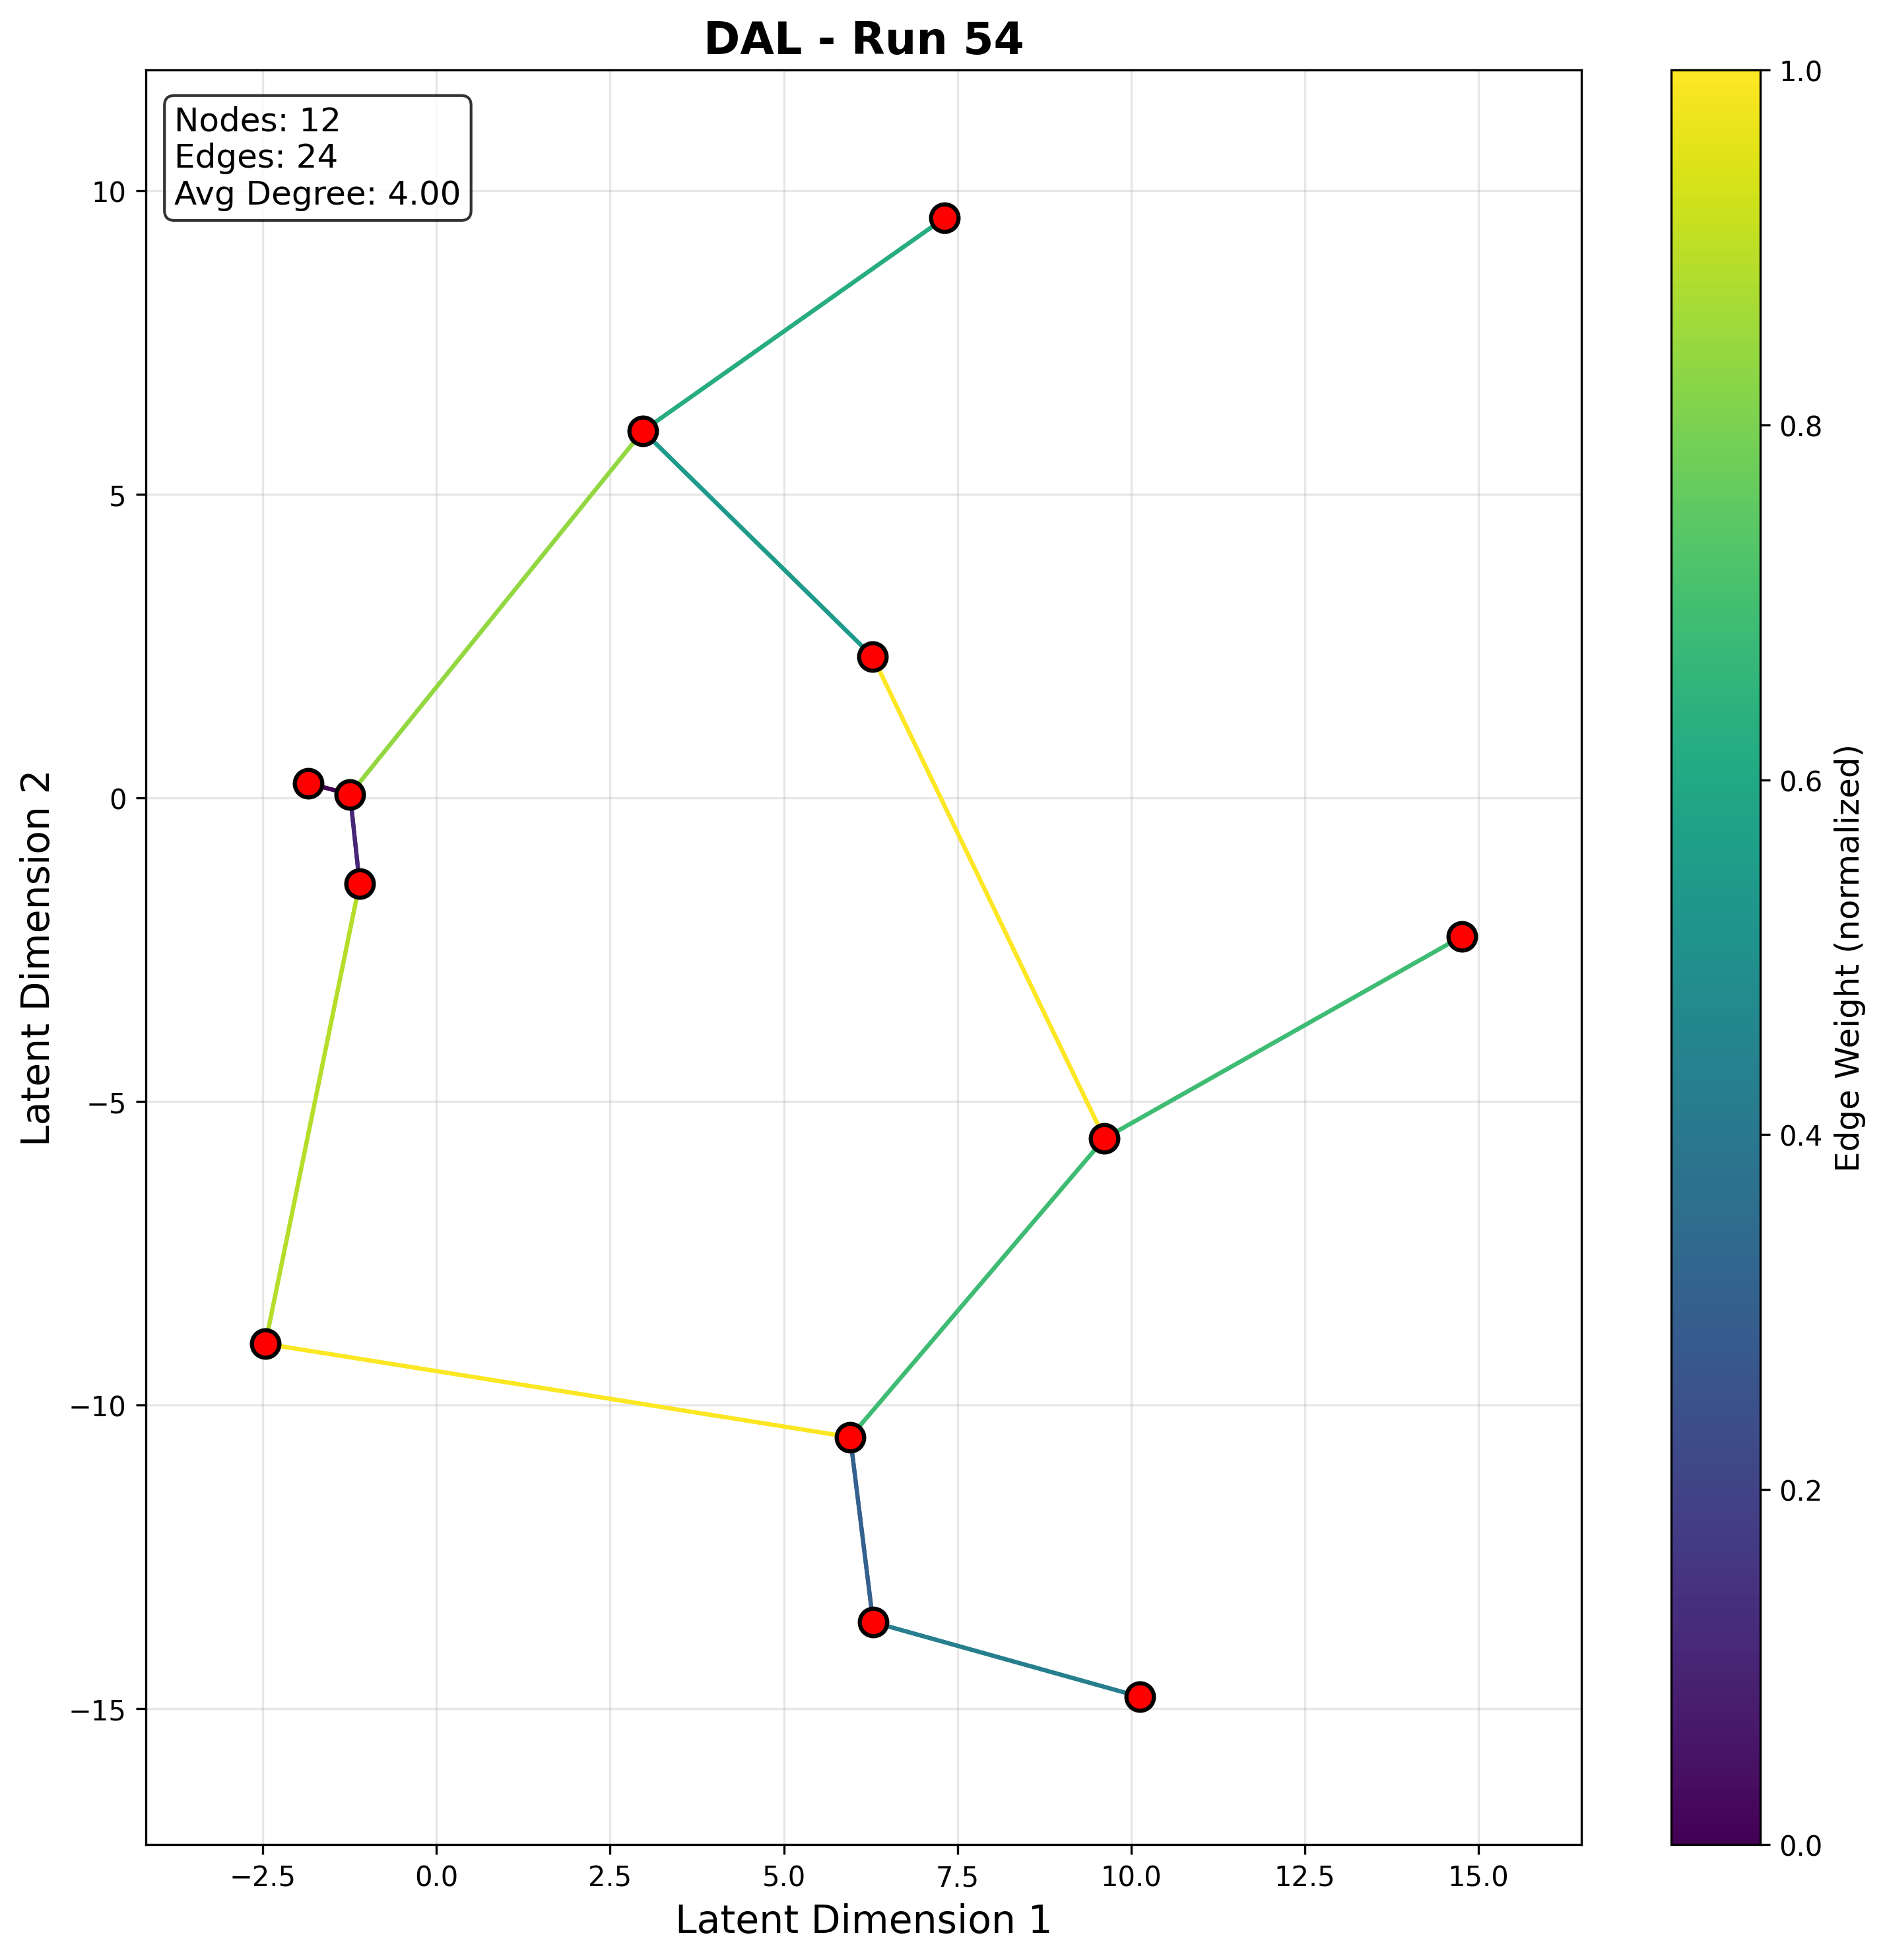 DAL - Run 54
Nodes: 12
Edges: 24
Avg Degree: 4.00
10
5
0
−5
−10
−15
Latent Dimension 2
−2.5
0.0
2.5
5.0
7.5
10.0
12.5
15.0
Latent Dimension 1
1.0
0.8
0.6
0.4
0.2
0.0
Edge Weight (normalized)